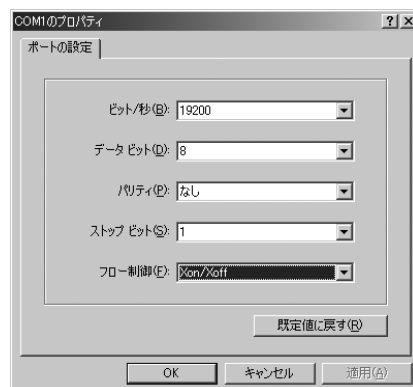 COM1のプロパティ
ポートの設定
ビット/秒(B): 19200
データ ビット(D): 8
パリティ(P): なし
ストップ ビット(S): 1
フロー制御(F): Xon/Xoff
既定値に戻す(R)
OK キャンセル 適用(A)